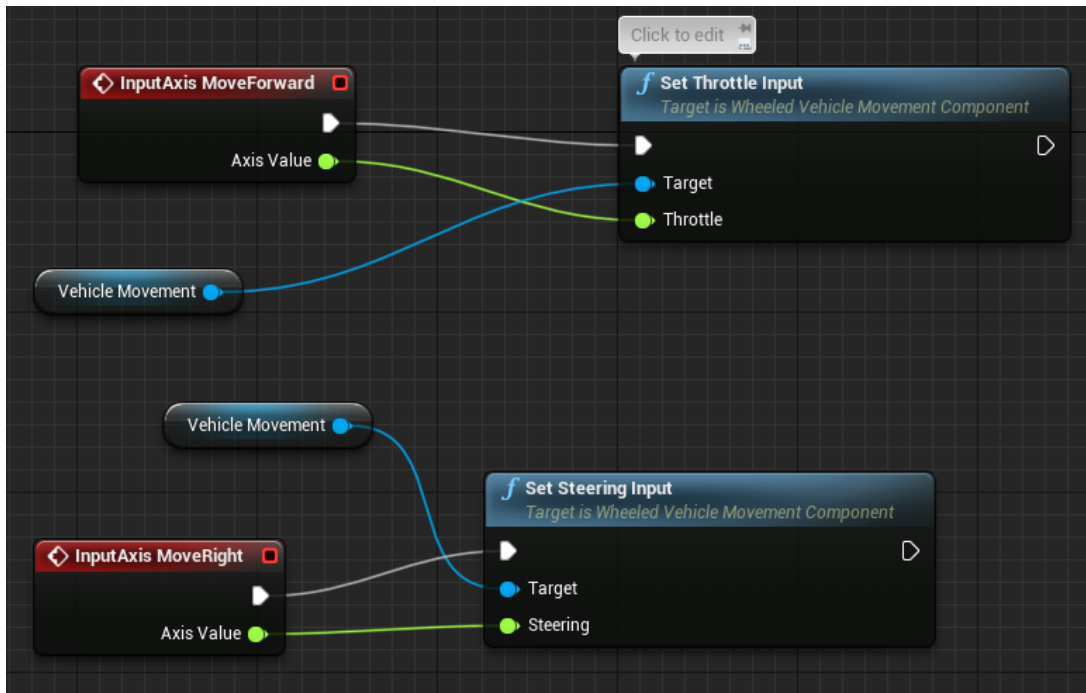 Click to edit
InputAxis MoveForward
Axis Value
f Set Throttle Input
Target is Wheeled Vehicle Movement Component
Target
Throttle
Vehicle Movement
Vehicle Movement
f Set Steering Input
Target is Wheeled Vehicle Movement Component
Target
Steering
InputAxis MoveRight
Axis Value